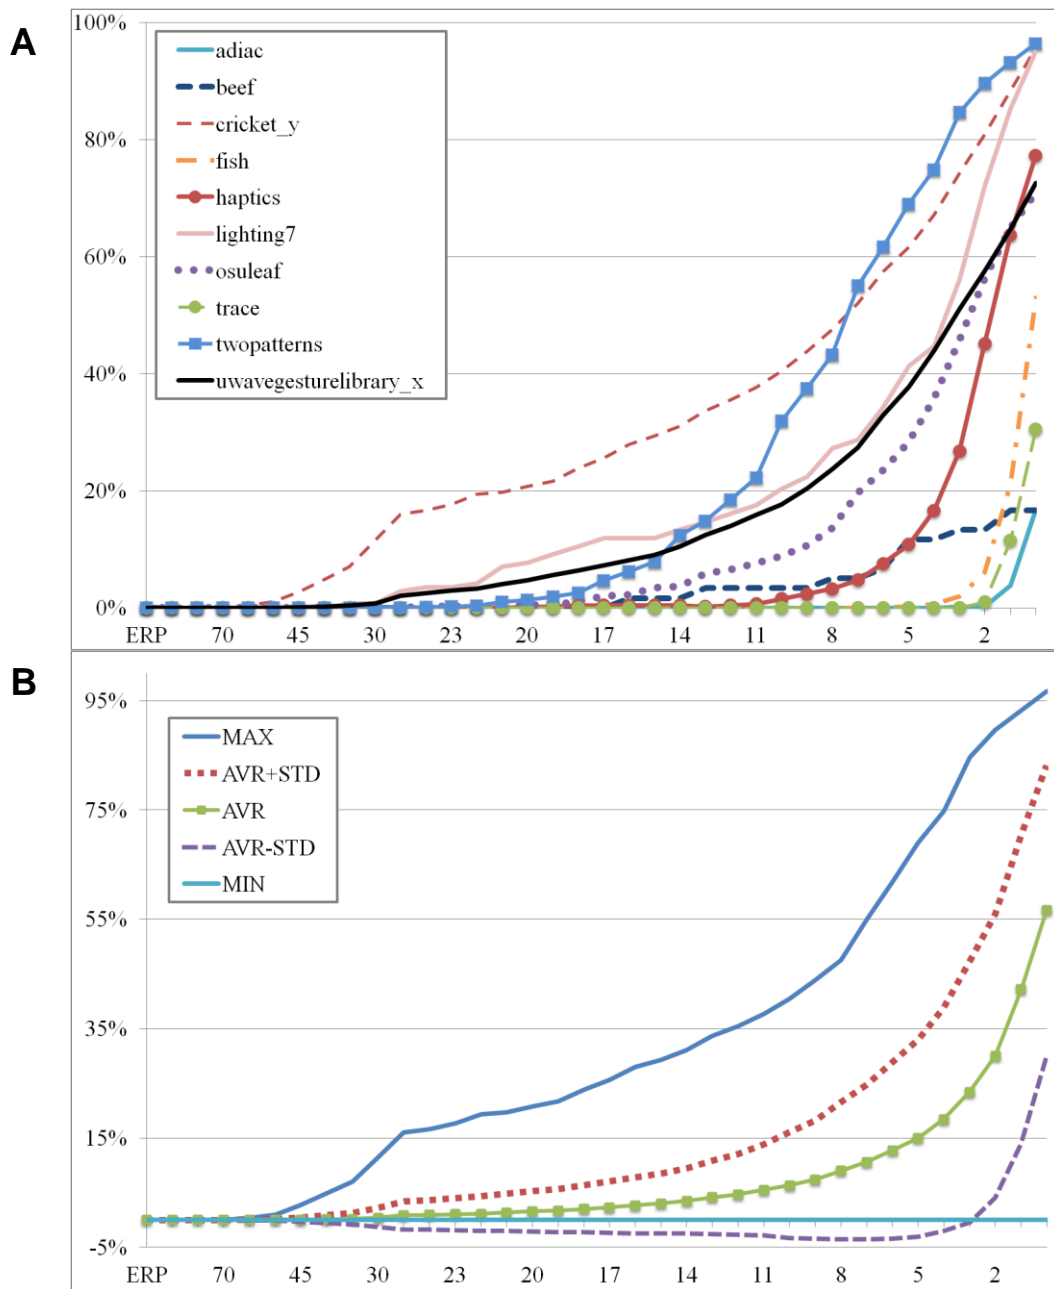 A
100%
80%
60%
40%
20%
0%
adiac
beef
cricket_y
fish
haptics
lighting7
osuleaf
trace
twopatterns
uwavegesturelibrary_x
ERP 70 45 30 23 20 17 14 11 8 5 2
B
95%
75%
55%
35%
15%
-5%
MAX
AVR+STD
AVR
AVR-STD
MIN
ERP 70 45 30 23 20 17 14 11 8 5 2